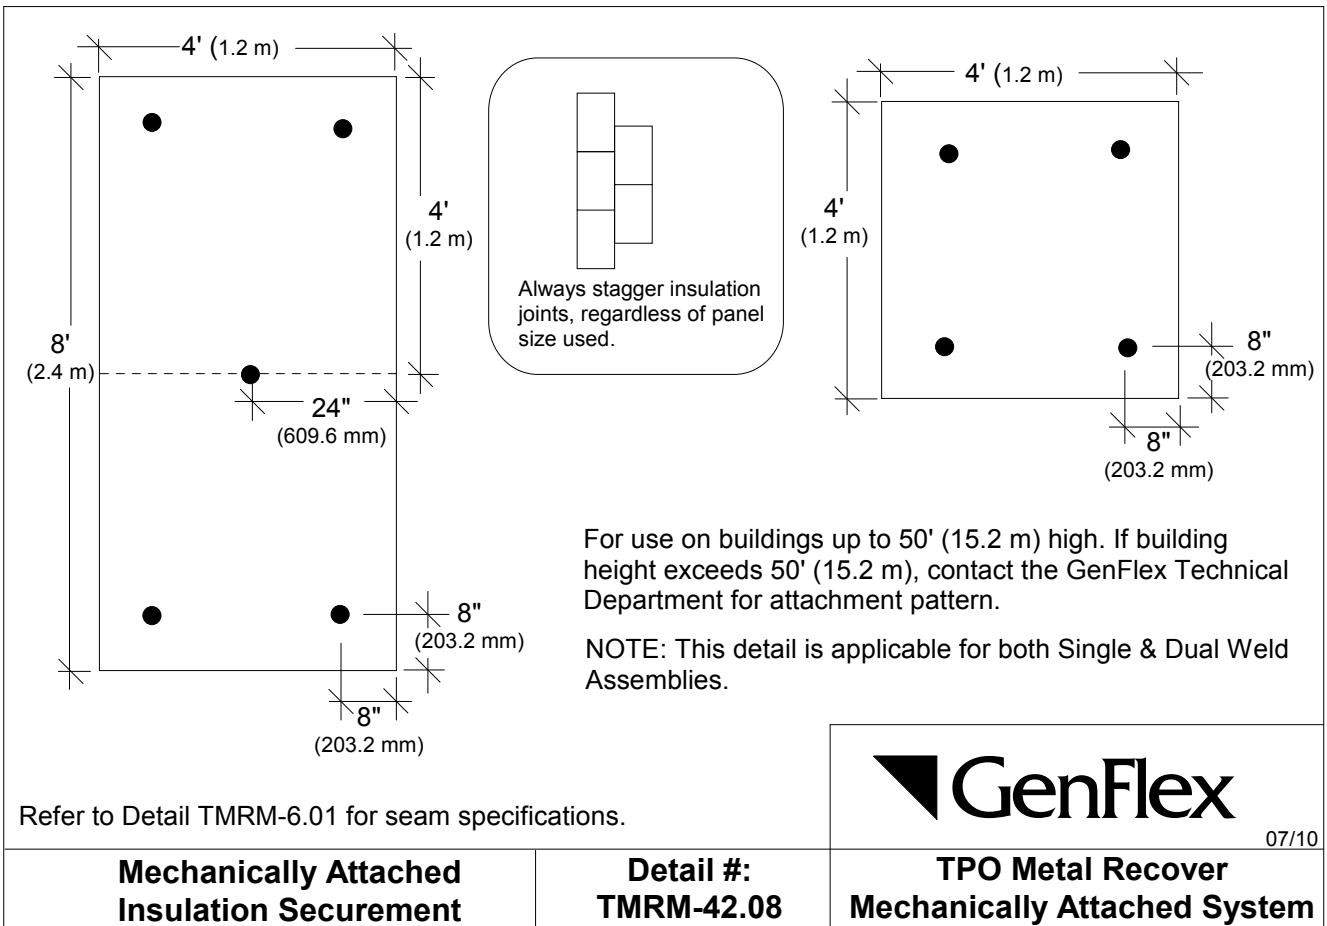 4' (1.2 m)
4'
(1.2 m)
8'
(2.4 m)
24"
(609.6 mm)
8"
(203.2 mm)
8"
(203.2 mm)
Always stagger insulation
joints, regardless of panel
size used.
4' (1.2 m)
4'
(1.2 m)
8"
(203.2 mm)
8"
(203.2 mm)
For use on buildings up to 50' (15.2 m) high. If building
height exceeds 50' (15.2 m), contact the GenFlex Technical
Department for attachment pattern.
NOTE: This detail is applicable for both Single & Dual Weld
Assemblies.
Refer to Detail TMRM-6.01 for seam specifications.
GenFlex
07/10
Mechanically Attached
Insulation Securement
Detail #:
TMRM-42.08
TPO Metal Recover
Mechanically Attached System